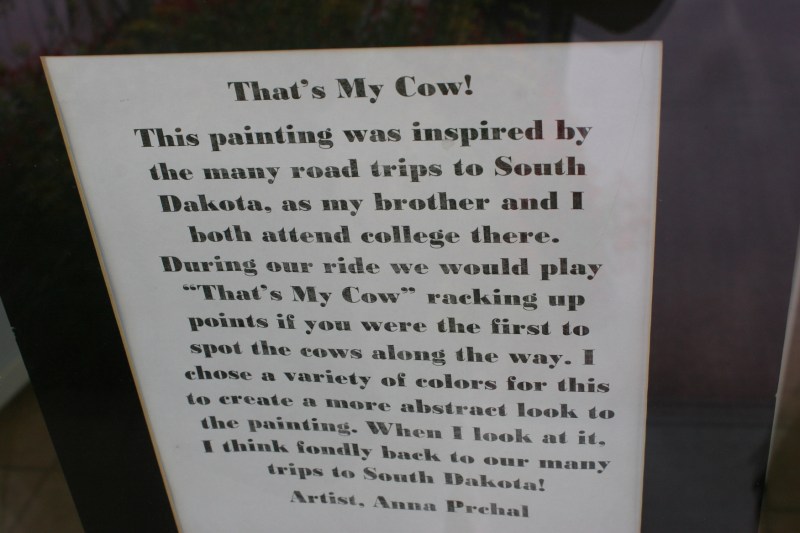 That's My Cow!
This painting was inspired by
the many road trips to South
Dakota, as my brother and I
both attend college there.
During our ride we would play
“That's My Cow” racking up
points if you were the first to
spot the cows along the way. I
chose a variety of colors for this
to create a more abstract look to
the painting. When I look at it,
I think fondly back to our many
trips to South Dakota!
Artist, Anna Prchal